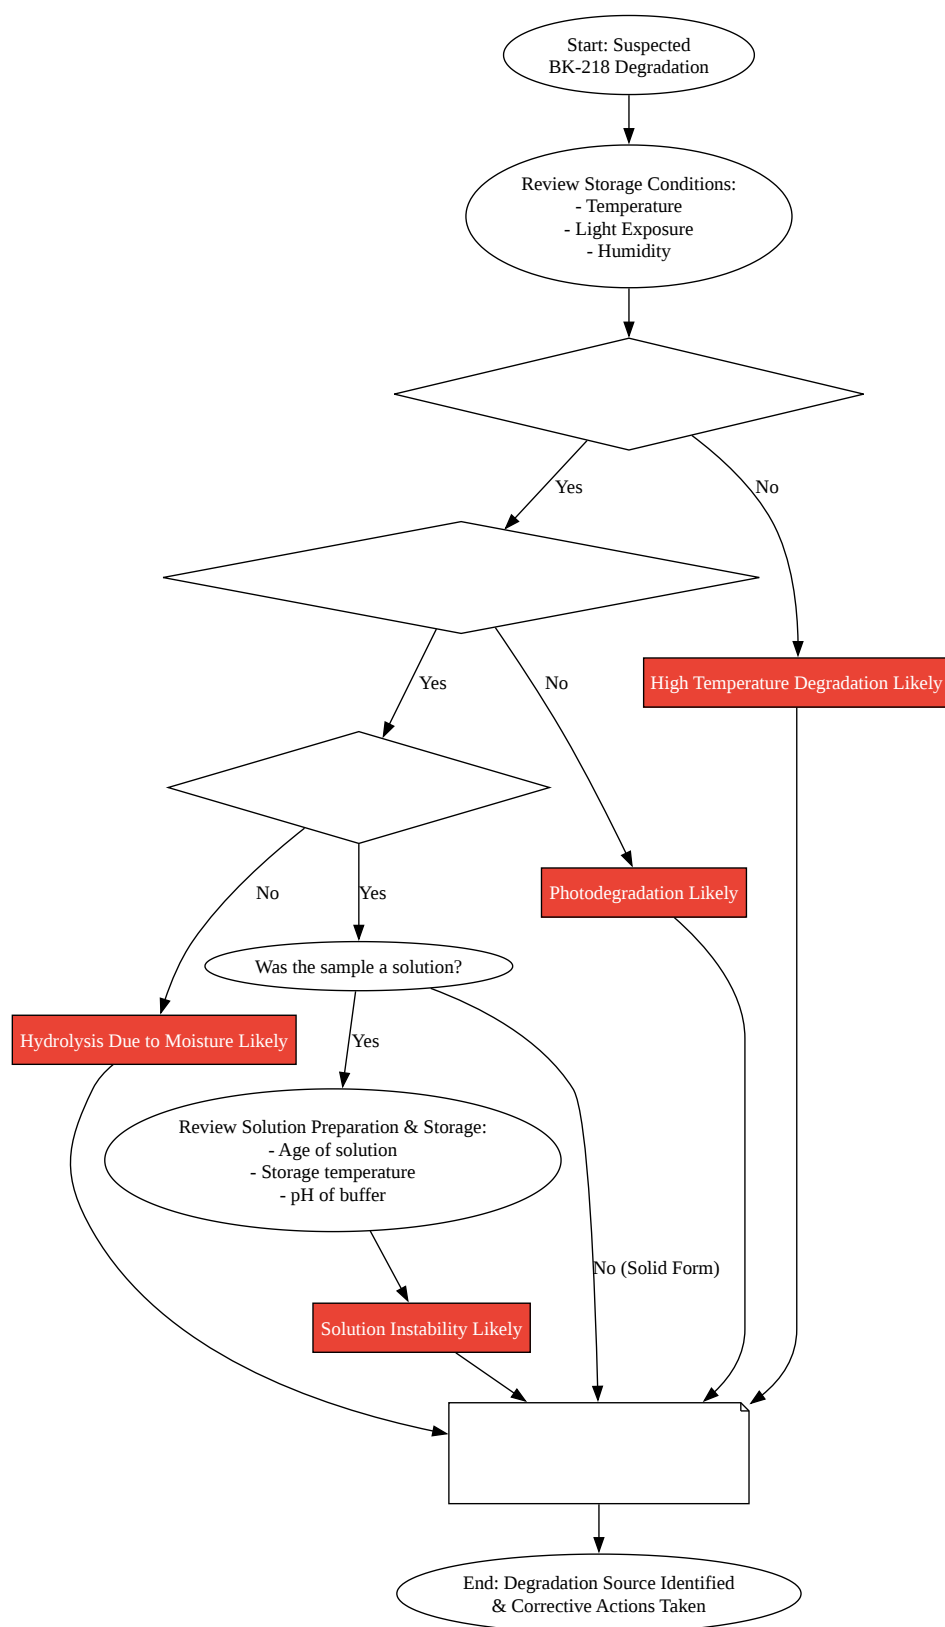 Start: Suspected
BK-218 Degradation
Review Storage Conditions:
- Temperature
- Light Exposure
- Humidity
Yes
No
Yes
No
High Temperature Degradation Likely
No
Yes
Photodegradation Likely
Was the sample a solution?
Hydrolysis Due to Moisture Likely
Yes
Review Solution Preparation & Storage:
- Age of solution
- Storage temperature
- pH of buffer
No (Solid Form)
Solution Instability Likely
End: Degradation Source Identified
& Corrective Actions Taken